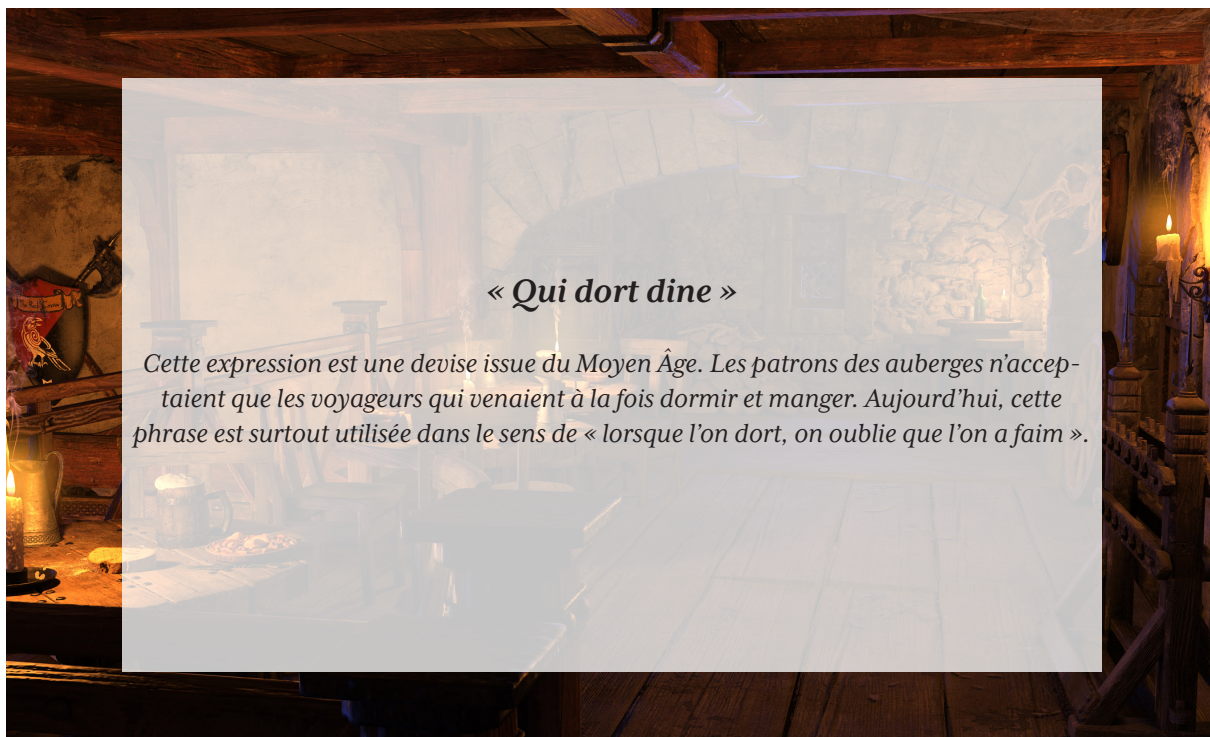 « Qui dort dine »
Cette expression est une devise issue du Moyen Âge. Les patrons des auberges n’accep-
taient que les voyageurs qui venaient à la fois dormir et manger. Aujourd’hui, cette
phrase est surtout utilisée dans le sens de « lorsque l’on dort, on oublie que l’on a faim ».